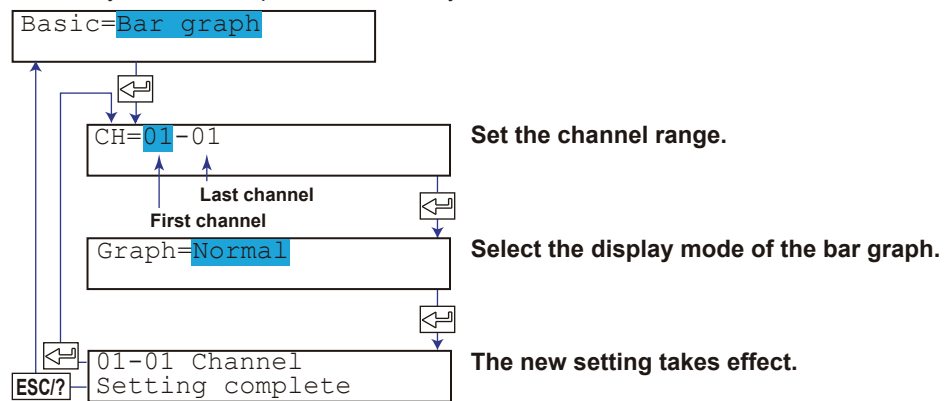 Basic=Bar graph
CH=01-01
Set the channel range.
Last channel
First channel
Graph=Normal
Select the display mode of the bar graph.
01-01 Channel
The new setting takes effect.
ESC/?
Setting complete